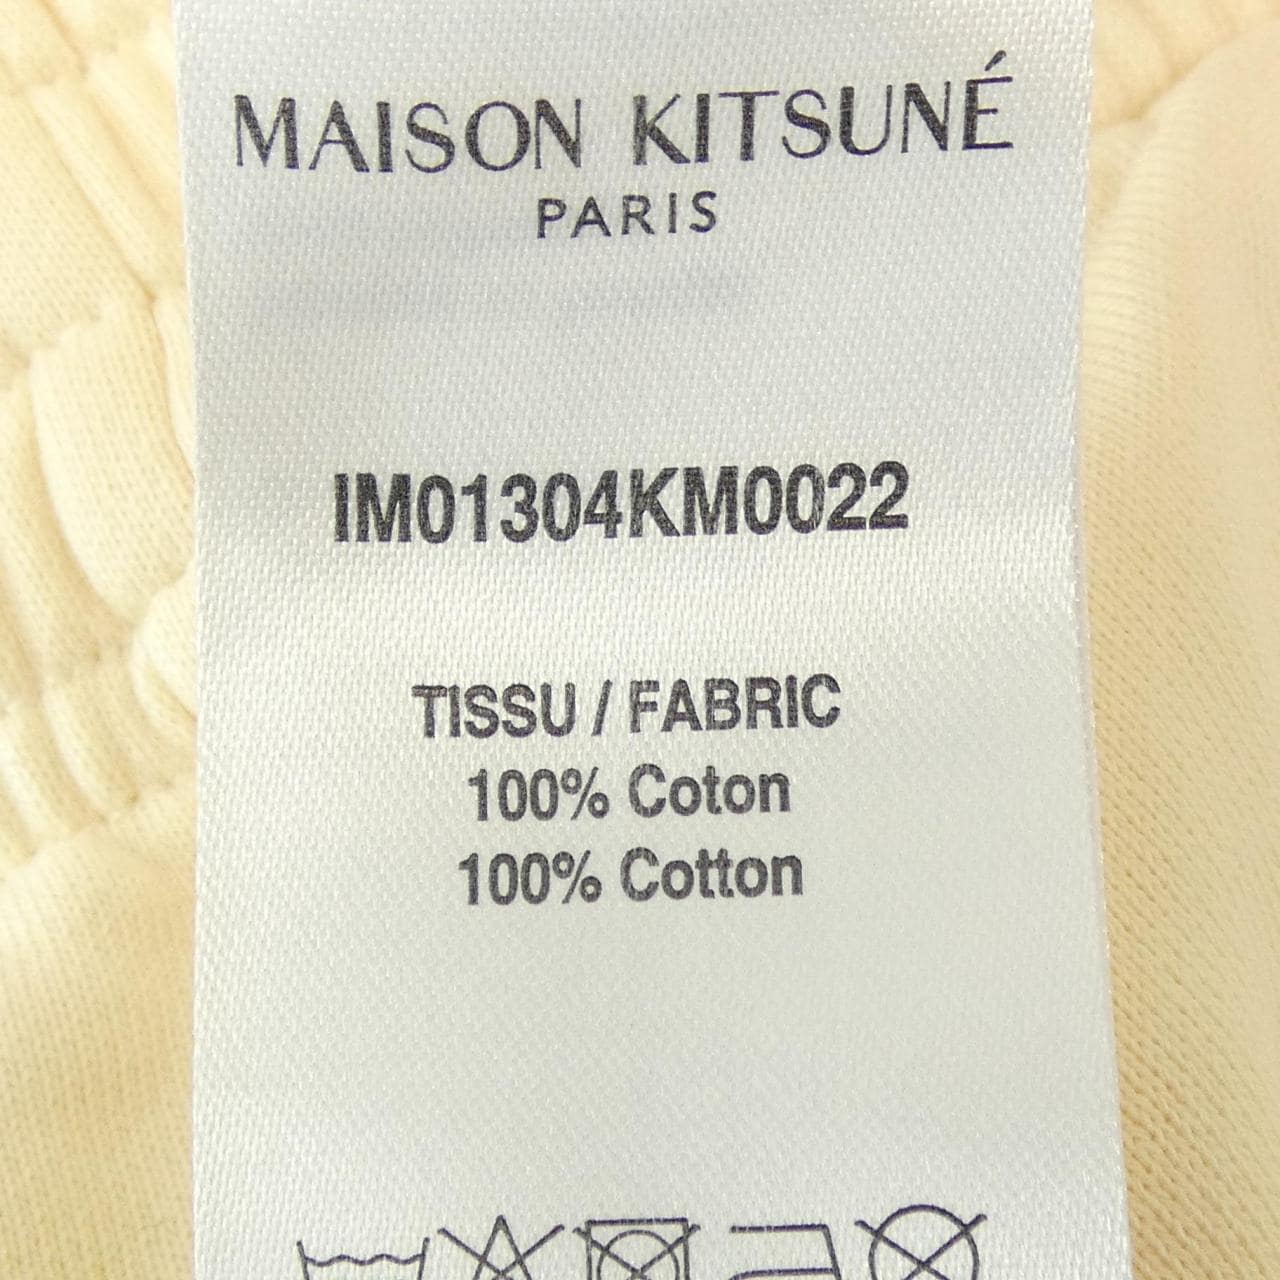 MAISON KITSUNÉ
PARIS
IM01304KM0022
TISSU / FABRIC
100% Coton
100% Cotton